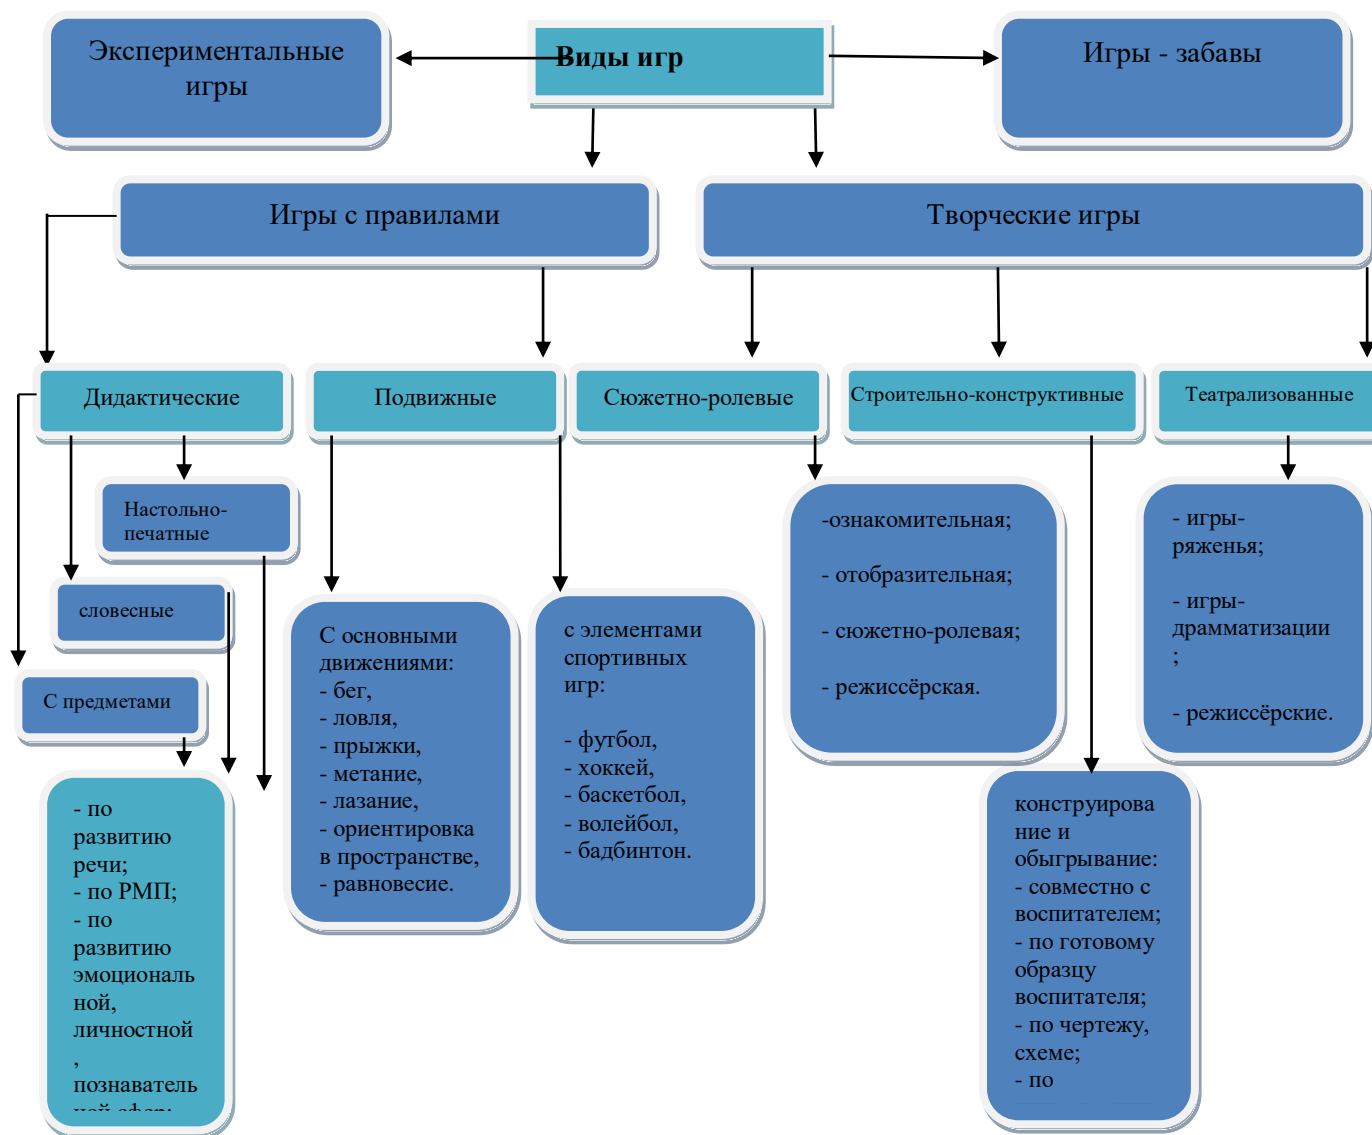 Экспериментальные
игры
Виды игр
Игры - забавы
Игры с правилами
Творческие игры
Дидактические
Подвижные
Сюжетно-ролевые
Строительно-конструктивные
Театрализованные
Настольно-
печатные
словесные
С предметами
- по
развитию
речи;
- по РМП;
- по
развитию
эмоциональ
ной,
личностной
,
познаватель
ной сфер;
С основными
движениями:
- бег,
- ловля,
- прыжки,
- метание,
- лазание,
- ориентировка
в пространстве,
- равновесие.
с элементами
спортивных
игр:
- футбол,
- хоккей,
- баскетбол,
- волейбол,
- бадбинтон.
-ознакомительная;
- отобразительная;
- сюжетно-ролевая;
- режиссёрская.
конструирова
ние и
обыгрывание:
- совместно с
воспитателем;
- по готовому
образцу
воспитателя;
- по чертежу,
схеме;
- по
- игры-
ряженья;
- игры-
драмматизации
;
- режиссёрские.